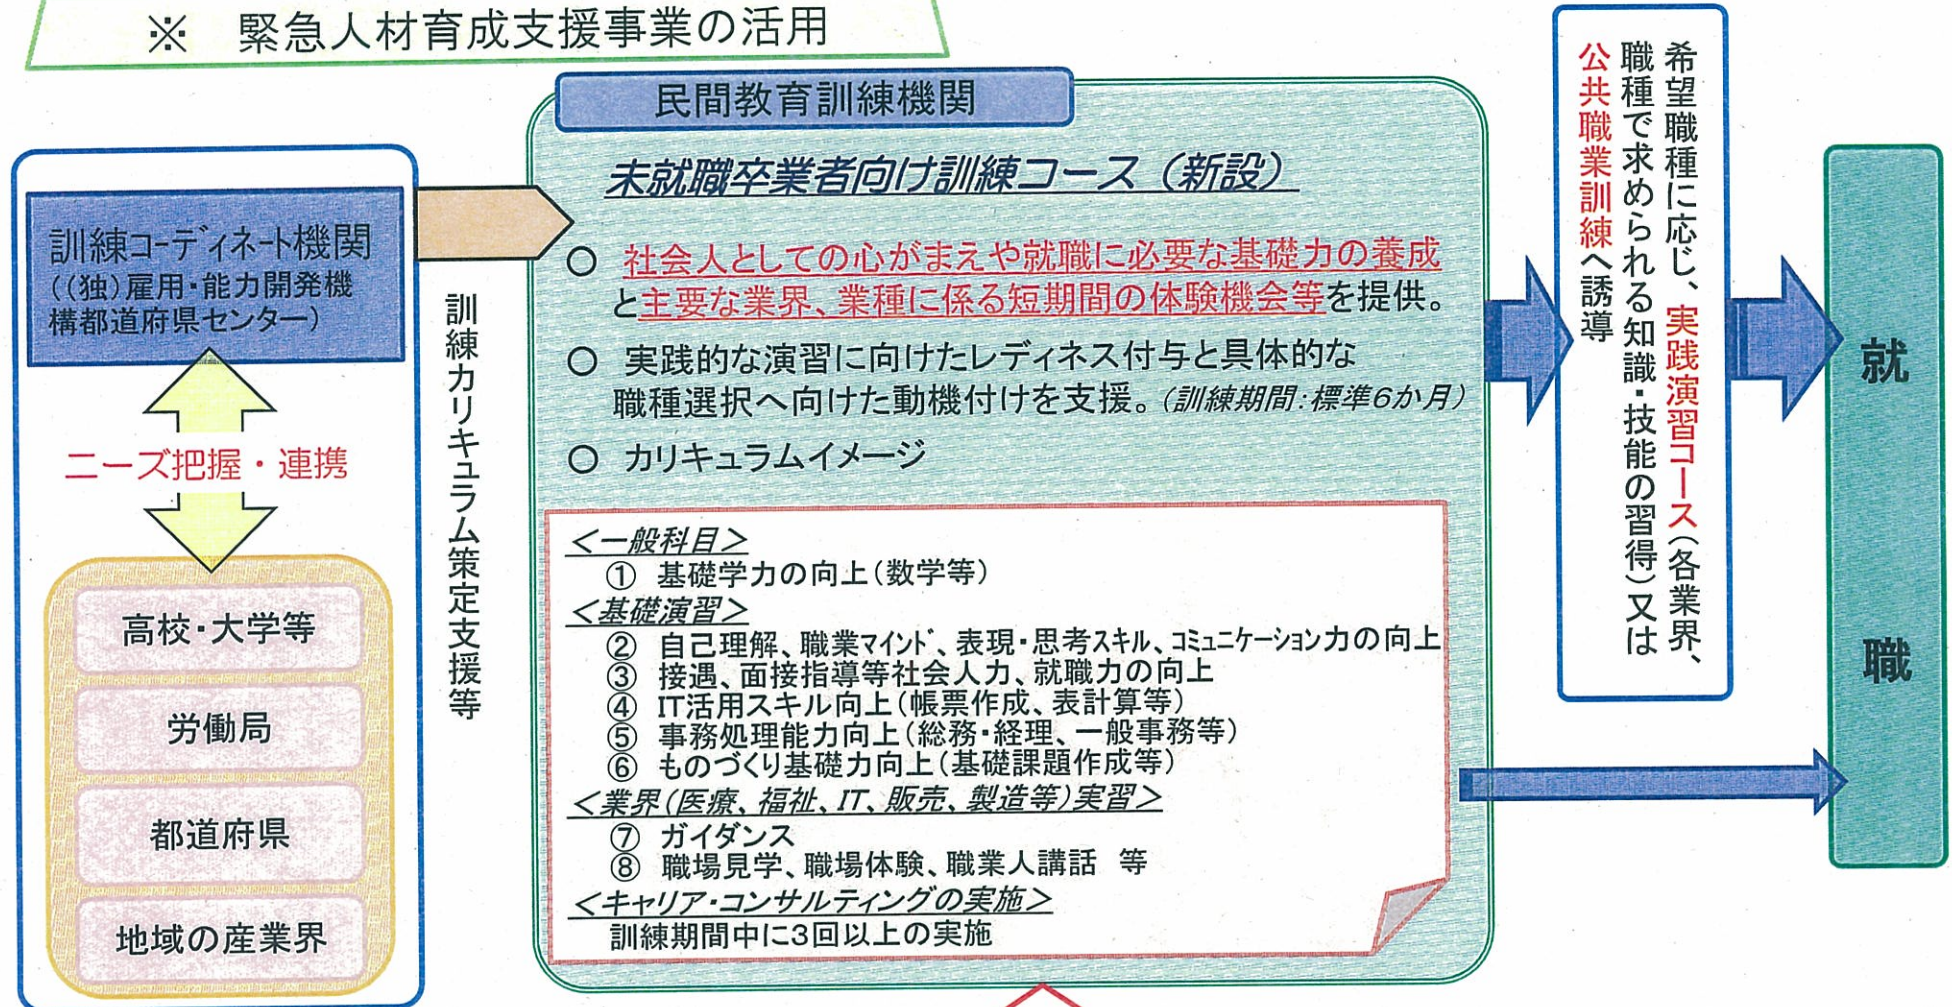 ※　緊急人材育成支援事業の活用
訓練コーディネート機関
((独)雇用・能力開発機
構都道府県センター)
ニーズ把握・連携
高校・大学等
労働局
都道府県
地域の産業界
訓練カリキュラム策定支援等
民間教育訓練機関
未就職卒業者向け訓練コース（新設）
○　社会人としての心がまえや就職に必要な基礎力の養成
と主要な業界、業種に係る短期間の体験機会等を提供。
○　実践的な演習に向けたレディネス付与と具体的な
職種選択へ向けた動機付けを支援。（訓練期間：標準６か月）
○　カリキュラムイメージ
＜一般科目＞
①　基礎学力の向上（数学等）
＜基礎演習＞
②　自己理解、職業マインド、表現・思考スキル、コミュニケーション力の向上
③　接遇、面接指導等社会人力、就職力の向上
④　IT活用スキル向上（帳票作成、表計算等）
⑤　事務処理能力向上（総務・経理、一般事務等）
⑥　ものづくり基礎力向上（基礎課題作成等）
＜業界（医療、福祉、IT、販売、製造等）実習＞
⑦　ガイダンス
⑧　職場見学、職場体験、職業人講話　等
＜キャリア・コンサルティングの実施＞
訓練期間中に３回以上の実施
希望職種に応じ、実践演習コース（各業界、
職種で求められる知識・技能の習得）又は
公共職業訓練へ誘導
就職